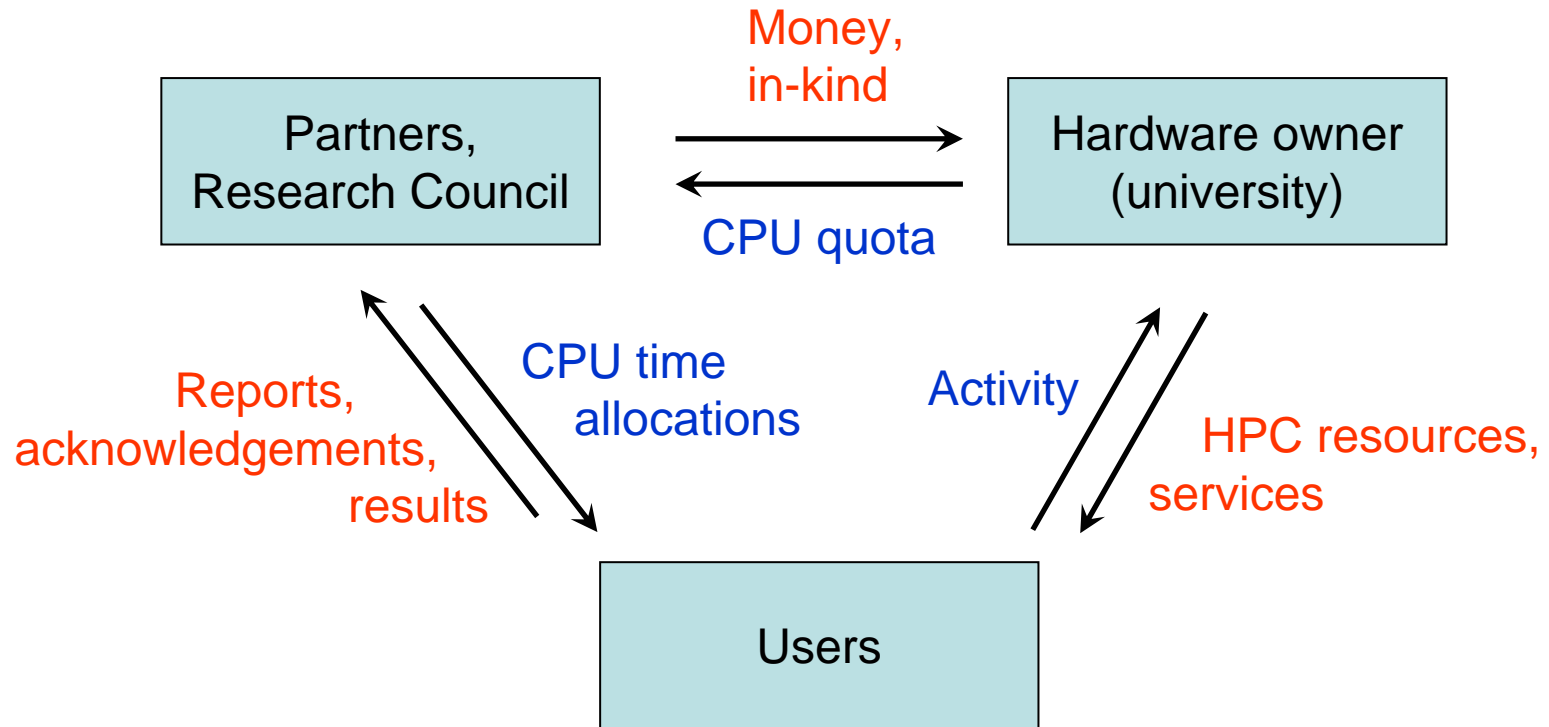 Money,
in-kind
Partners,
Research Council
Hardware owner
(university)
CPU quota
CPU time
allocations
Reports,
acknowledgements,
results
Activity
HPC resources,
services
Users